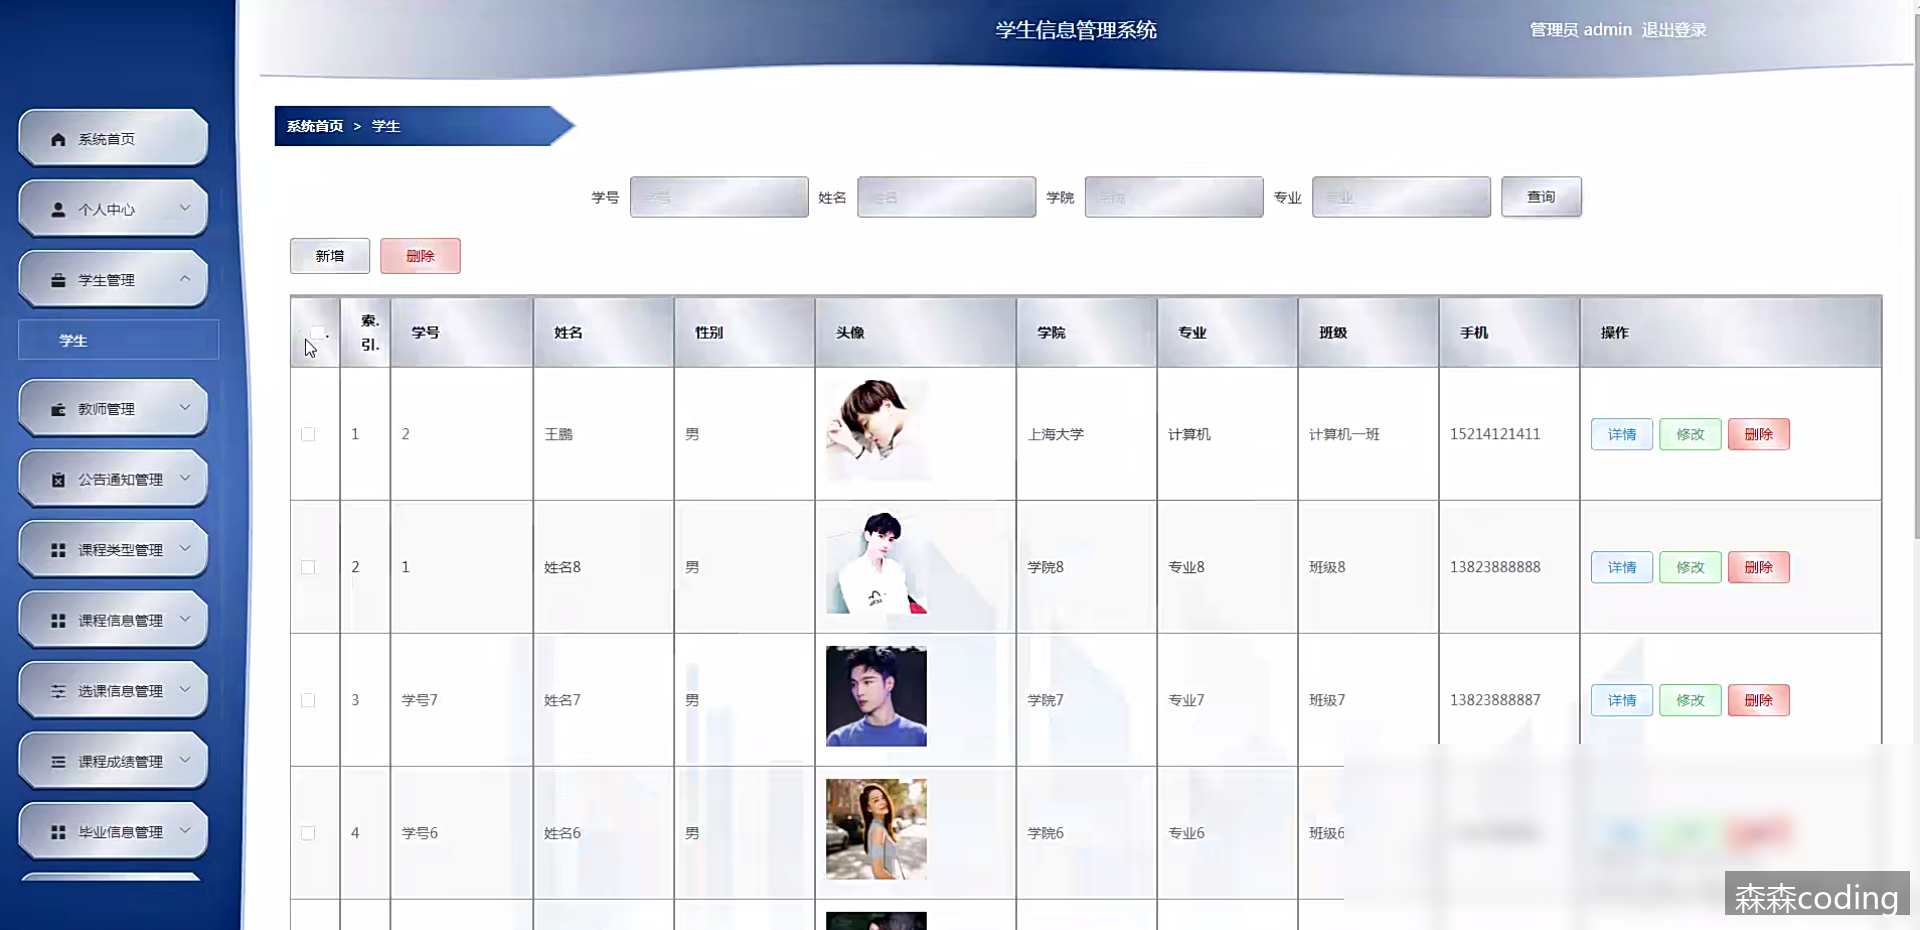 学生信息管理系统
管理员 admin 退出登录
系统首页
个人中心
学生管理
学生
教师管理
公告通知管理
课程类型管理
课程信息管理
选课信息管理
课程成绩管理
毕业信息管理
系统首页 > 学生
学号 学号 姓名 姓名 学院 学院 专业 专业 查询
新增 删除
索. 引. 学号 姓名 性别 头像 学院 专业 班级 手机 操作
1 2 王鹏 男 上海大学 计算机 计算机一班 15214121411 详情 修改 删除
2 1 姓名8 男 学院8 专业8 班级8 13823888888 详情 修改 删除
3 学号7 姓名7 男 学院7 专业7 班级7 13823888887 详情 修改 删除
4 学号6 姓名6 男 学院6 专业6 班级6
森森coding